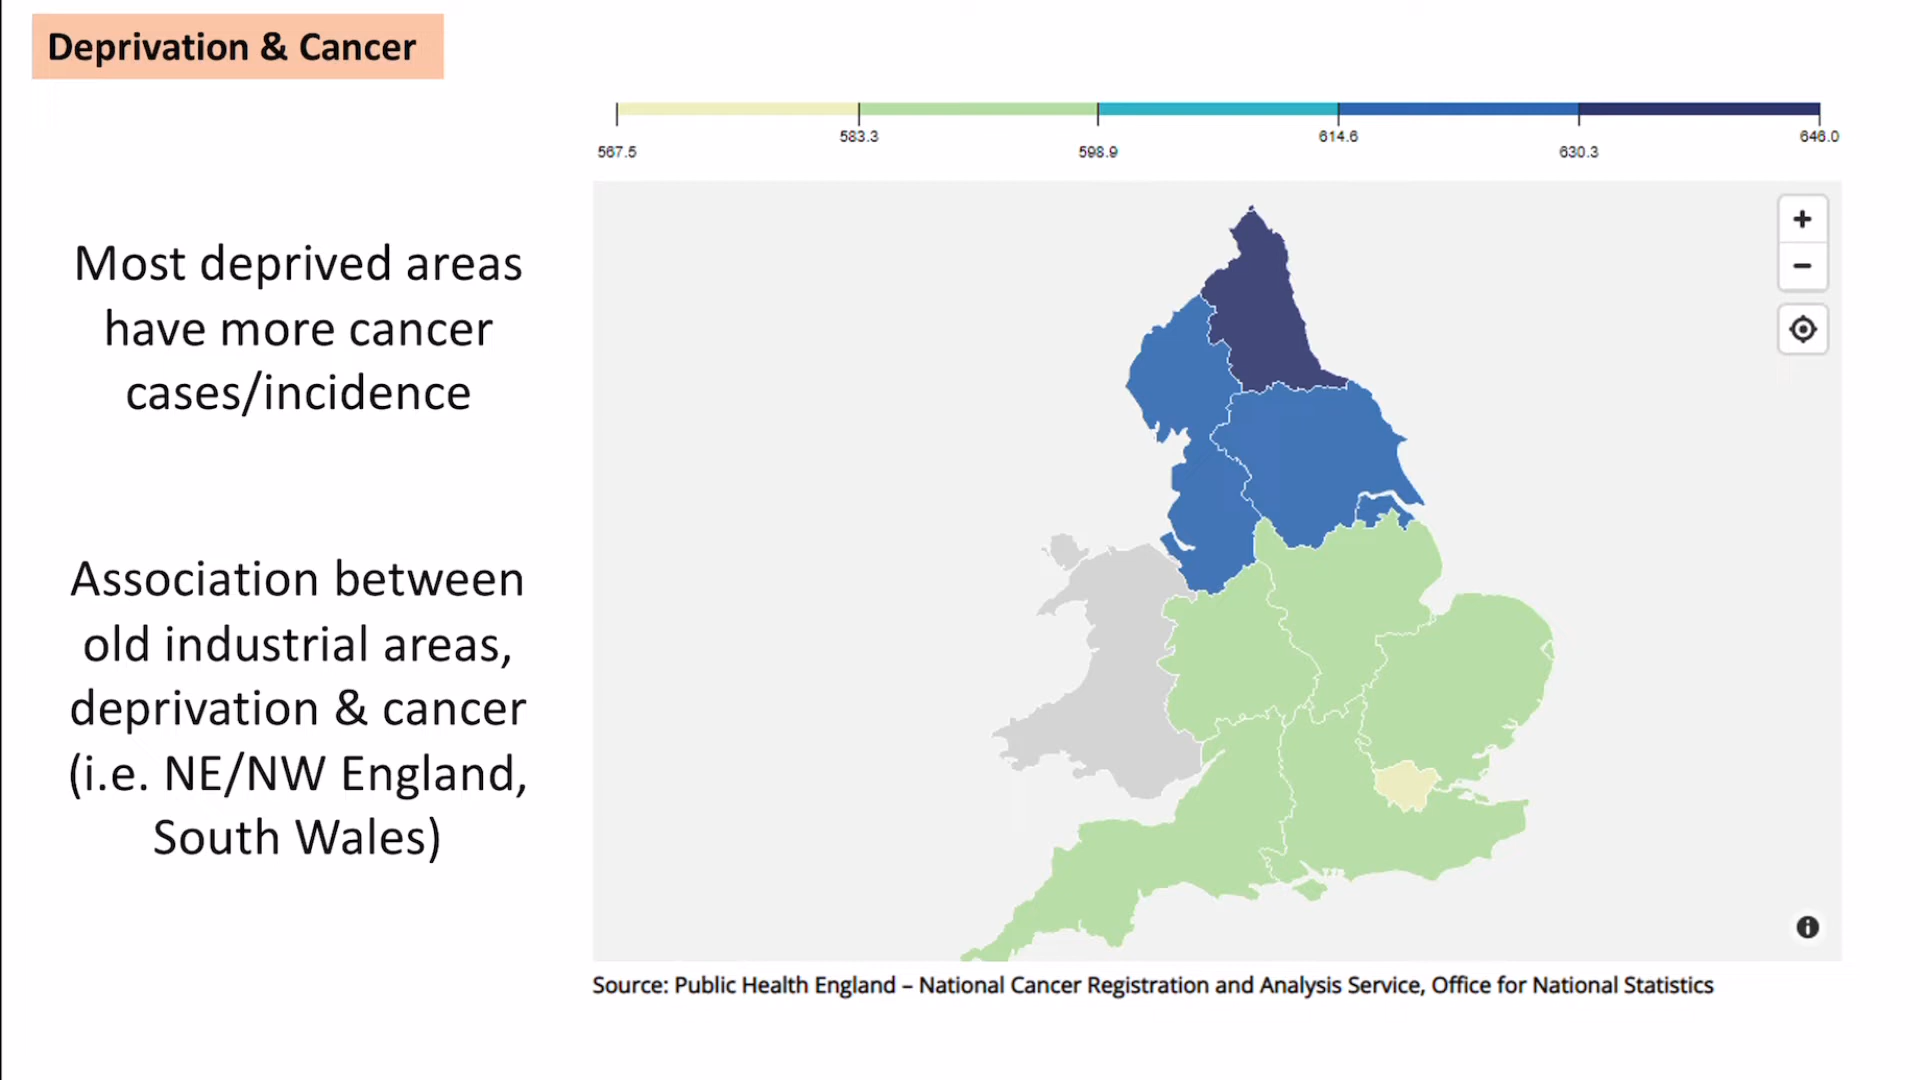 Deprivation & Cancer
567.5
583.3
598.9
614.6
630.3
646.0
Most deprived areas
have more cancer
cases/incidence
Association between
old industrial areas,
deprivation & cancer
(i.e. NE/NW England,
South Wales)
Source: Public Health England – National Cancer Registration and Analysis Service, Office for National Statistics